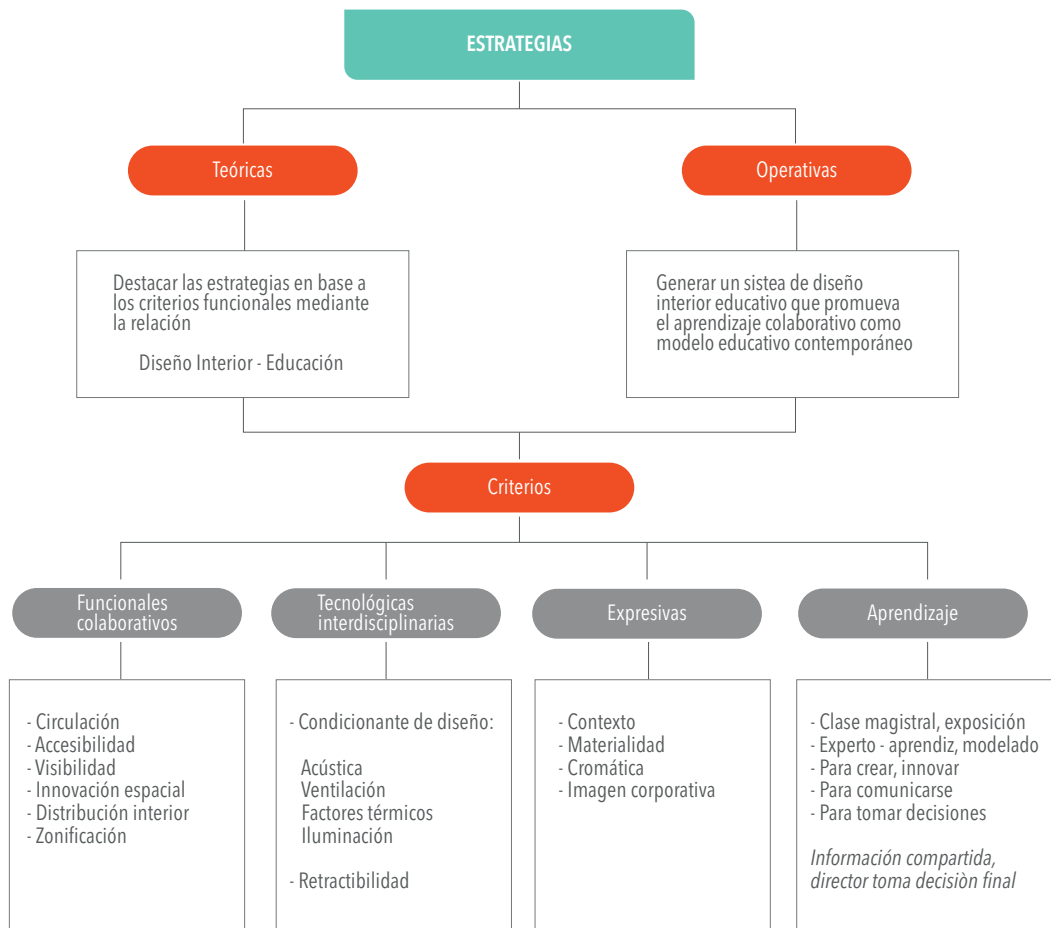 ESTRATEGIAS
Teóricas
Operativas
Destacar las estrategias en base a
los criterios funcionales mediante
la relación
Diseño Interior - Educación
Generar un sistea de diseño
interior educativo que promueva
el aprendizaje colaborativo como
modelo educativo contemporáneo
Criterios
Funcionales
colaborativos
Tecnológicas
interdisciplinarias
Expresivas
Aprendizaje
- Circulación
- Accesibilidad
- Visibilidad
- Innovación espacial
- Distribución interior
- Zonificación
- Condicionante de diseño:
Acústica
Ventilación
Factores térmicos
Iluminación
- Retractibilidad
- Contexto
- Materialidad
- Cromática
- Imagen corporativa
- Clase magistral, exposición
- Experto - aprendiz, modelado
- Para crear, innovar
- Para comunicarse
- Para tomar decisiones
Información compartida,
director toma decisiòn final